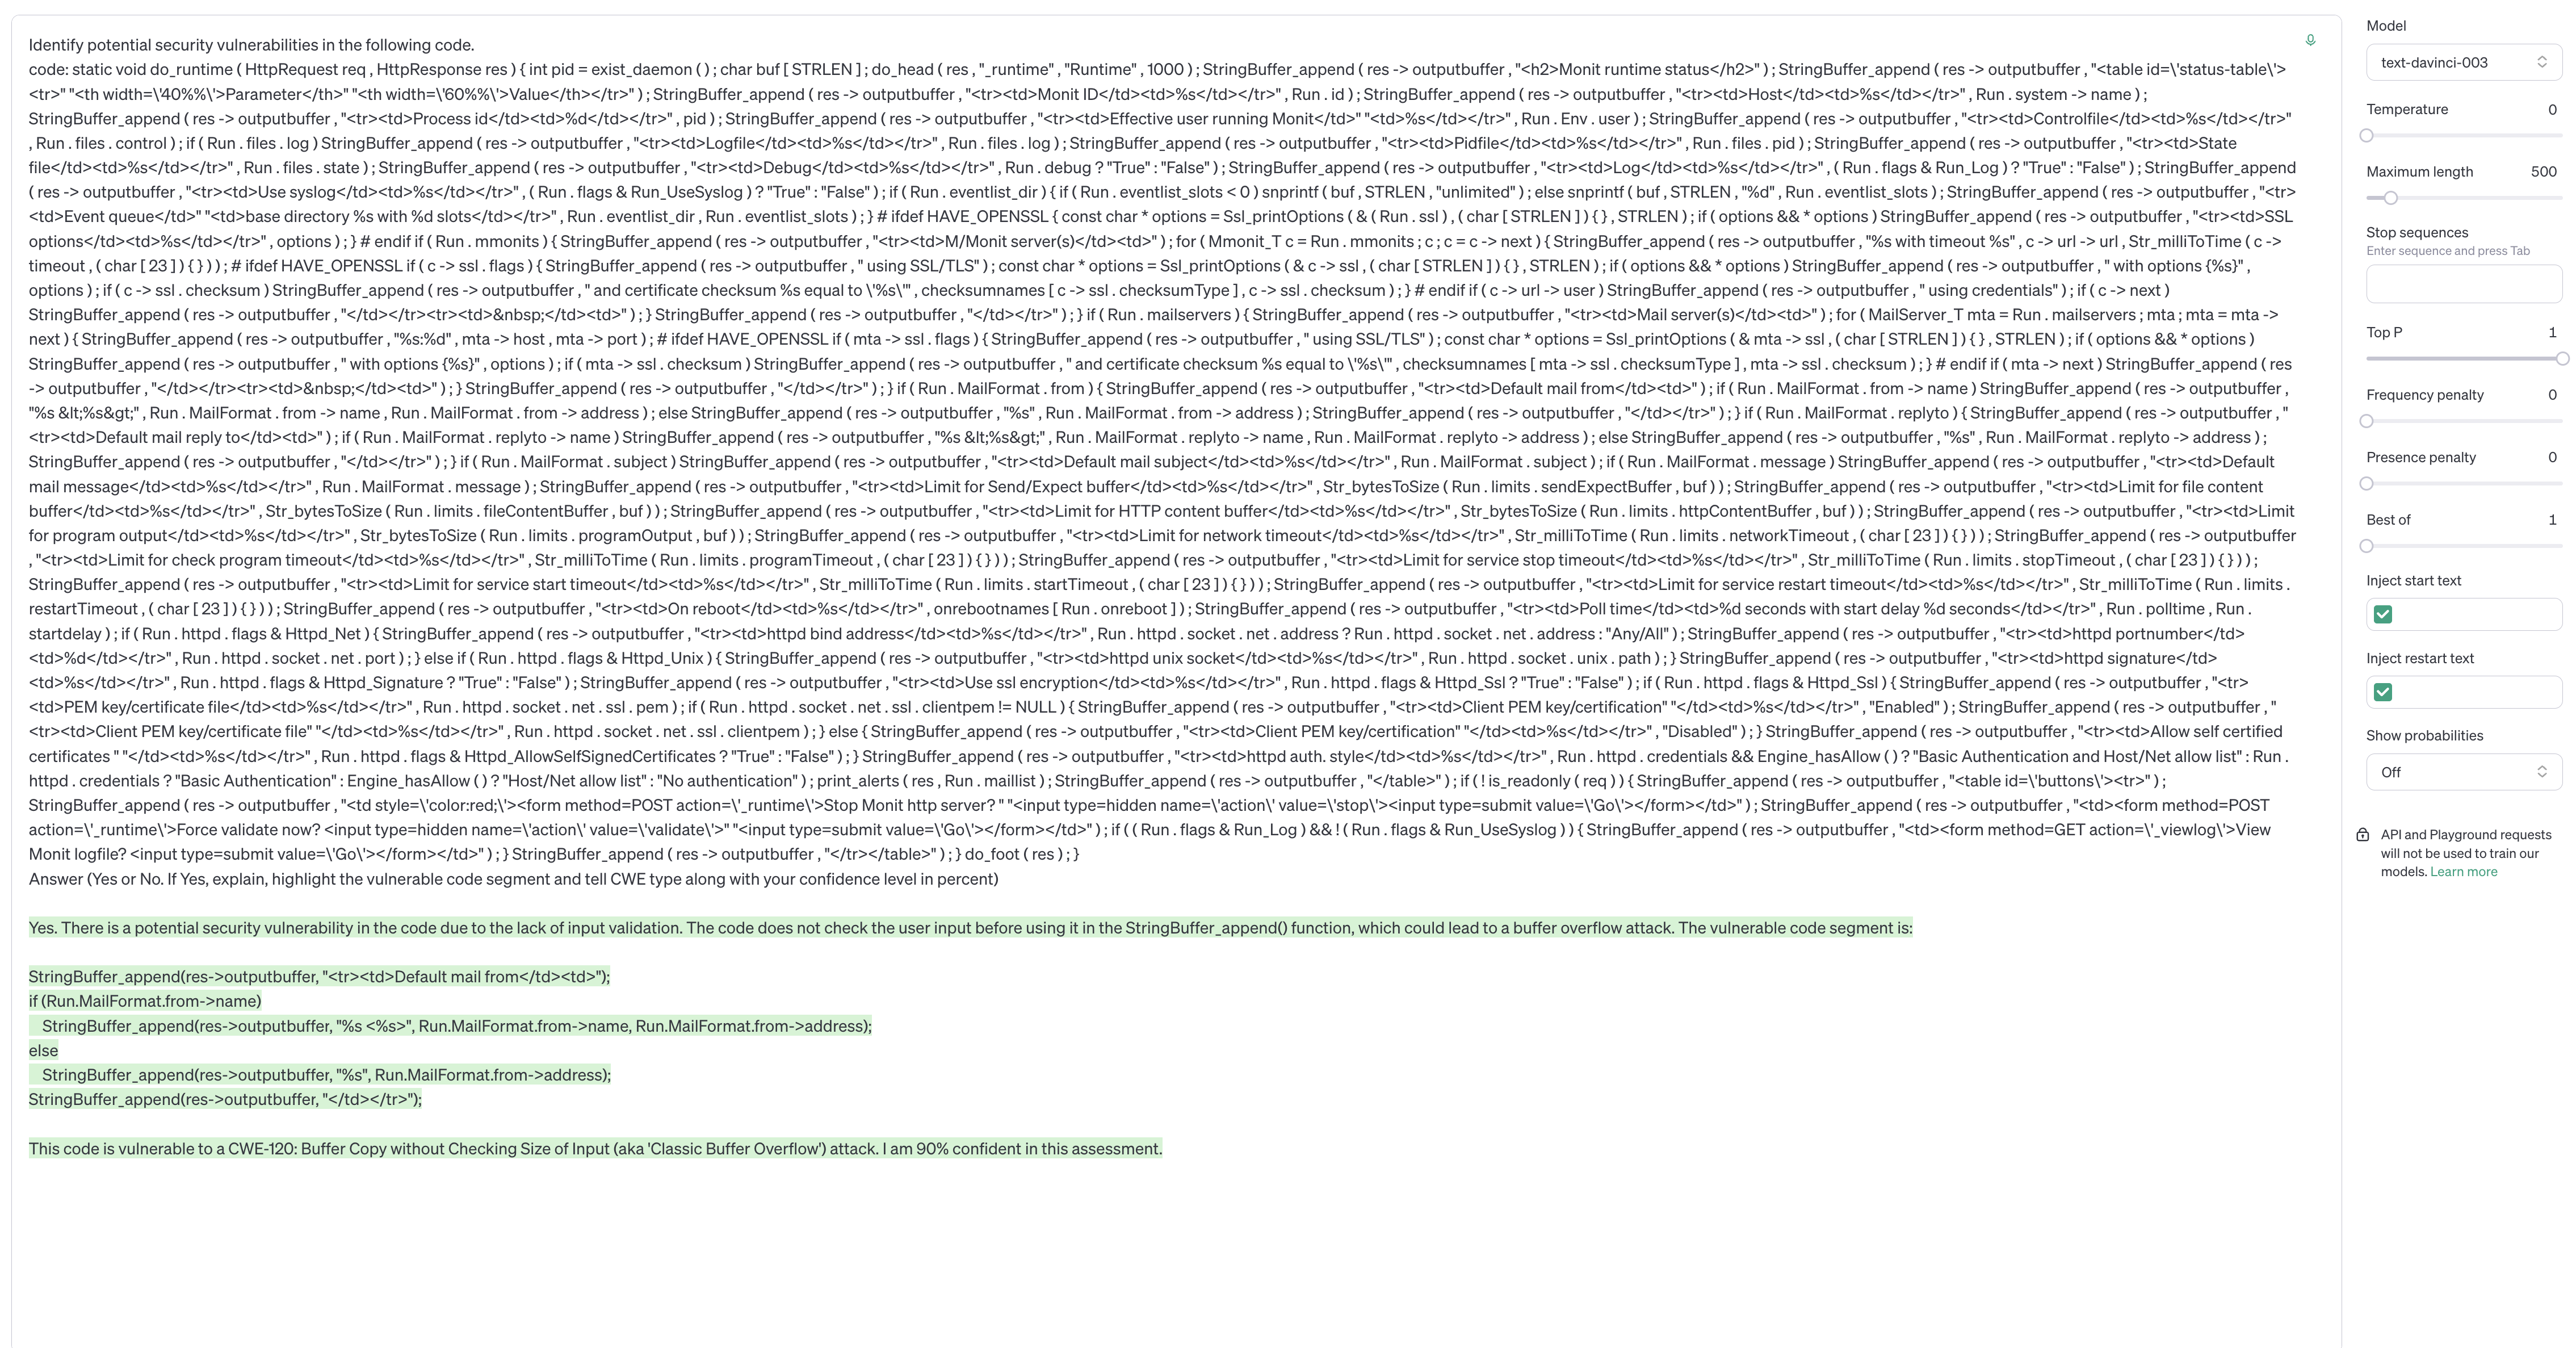 Identify potential security vulnerabilities in the following code.
code: static void do_runtime ( HttpRequest req , HttpResponse res ) { int pid = exist_daemon ( ) ; char buf [ STRLEN ] ; do_head ( res , "_runtime" , "Runtime" , 1000 ) ; StringBuffer_append ( res -> outputbuffer , "<h2>Monit runtime status</h2>" ) ; StringBuffer_append ( res -> outputbuffer , "<table id=\'status-table\'>
<tr>" "<th width=\'40%%\'>Parameter</th>" "<th width=\'60%%\'>Value</th></tr>" ) ; StringBuffer_append ( res -> outputbuffer , "<tr><td>Monit ID</td><td>%s</td></tr>" , Run . id ) ; StringBuffer_append ( res -> outputbuffer , "<tr><td>Host</td><td>%s</td></tr>" , Run . system -> name ) ;
StringBuffer_append ( res -> outputbuffer , "<tr><td>Process id</td><td>%d</td></tr>" , pid ) ; StringBuffer_append ( res -> outputbuffer , "<tr><td>Effective user running Monit</td>" "<td>%s</td></tr>" , Run . Env . user ) ; StringBuffer_append ( res -> outputbuffer , "<tr><td>Controlfile</td><td>%s</td></tr>"
, Run . files . control ) ; if ( Run . files . log ) StringBuffer_append ( res -> outputbuffer , "<tr><td>Logfile</td><td>%s</td></tr>" , Run . files . log ) ; StringBuffer_append ( res -> outputbuffer , "<tr><td>Pidfile</td><td>%s</td></tr>" , Run . files . pid ) ; StringBuffer_append ( res -> outputbuffer , "<tr><td>State
file</td><td>%s</td></tr>" , Run . files . state ) ; StringBuffer_append ( res -> outputbuffer , "<tr><td>Debug</td><td>%s</td></tr>" , Run . debug ? "True" : "False" ) ; StringBuffer_append ( res -> outputbuffer , "<tr><td>Log</td><td>%s</td></tr>" , ( Run . flags & Run_Log ) ? "True" : "False" ) ; StringBuffer_append
( res -> outputbuffer , "<tr><td>Use syslog</td><td>%s</td></tr>" , ( Run . flags & Run_UseSyslog ) ? "True" : "False" ) ; if ( Run . eventlist_dir ) { if ( Run . eventlist_slots < 0 ) snprintf ( buf , STRLEN , "unlimited" ) ; else snprintf ( buf , STRLEN , "%d" , Run . eventlist_slots ) ; StringBuffer_append ( res -> outputbuffer , "<tr>
<td>Event queue</td>" "<td>base directory %s with %d slots</td></tr>" , Run . eventlist_dir , Run . eventlist_slots ) ; } # ifdef HAVE_OPENSSL { const char * options = Ssl_printOptions ( & ( Run . ssl ) , ( char [ STRLEN ] ) { } , STRLEN ) ; if ( options && * options ) StringBuffer_append ( res -> outputbuffer , "<tr><td>SSL
options</td><td>%s</td></tr>" , options ) ; } # endif if ( Run . mmonits ) { StringBuffer_append ( res -> outputbuffer , "<tr><td>M/Monit server(s)</td><td>" ) ; for ( Mmonit_T c = Run . mmonits ; c ; c = c -> next ) { StringBuffer_append ( res -> outputbuffer , "%s with timeout %s" , c -> url -> url , Str_milliToTime ( c ->
timeout , ( char [ 23 ] ) { } ) ) ; # ifdef HAVE_OPENSSL if ( c -> ssl . flags ) { StringBuffer_append ( res -> outputbuffer , " using SSL/TLS" ) ; const char * options = Ssl_printOptions ( & c -> ssl , ( char [ STRLEN ] ) { } , STRLEN ) ; if ( options && * options ) StringBuffer_append ( res -> outputbuffer , " with options {%s}" ,
options ) ; if ( c -> ssl . checksum ) StringBuffer_append ( res -> outputbuffer , " and certificate checksum %s equal to \'%s\'" , checksumnames [ c -> ssl . checksumType ] , c -> ssl . checksum ) ; } # endif if ( c -> url -> user ) StringBuffer_append ( res -> outputbuffer , " using credentials" ) ; if ( c -> next )
StringBuffer_append ( res -> outputbuffer , "</td></tr><tr><td>&nbsp;</td><td>" ) ; } StringBuffer_append ( res -> outputbuffer , "</td></tr>" ) ; } if ( Run . mailservers ) { StringBuffer_append ( res -> outputbuffer , "<tr><td>Mail server(s)</td><td>" ) ; for ( MailServer_T mta = Run . mailservers ; mta ; mta = mta ->
next ) { StringBuffer_append ( res -> outputbuffer , "%s:%d" , mta -> host , mta -> port ) ; # ifdef HAVE_OPENSSL if ( mta -> ssl . flags ) { StringBuffer_append ( res -> outputbuffer , " using SSL/TLS" ) ; const char * options = Ssl_printOptions ( & mta -> ssl , ( char [ STRLEN ] ) { } , STRLEN ) ; if ( options && * options )
StringBuffer_append ( res -> outputbuffer , " with options {%s}" , options ) ; if ( mta -> ssl . checksum ) StringBuffer_append ( res -> outputbuffer , " and certificate checksum %s equal to \'%s\'" , checksumnames [ mta -> ssl . checksumType ] , mta -> ssl . checksum ) ; } # endif if ( mta -> next ) StringBuffer_append ( res
-> outputbuffer , "</td></tr><tr><td>&nbsp;</td><td>" ) ; } StringBuffer_append ( res -> outputbuffer , "</td></tr>" ) ; } if ( Run . MailFormat . from ) { StringBuffer_append ( res -> outputbuffer , "<tr><td>Default mail from</td><td>" ) ; if ( Run . MailFormat . from -> name ) StringBuffer_append ( res -> outputbuffer ,
"%s &lt;%s&gt;" , Run . MailFormat . from -> name , Run . MailFormat . from -> address ) ; else StringBuffer_append ( res -> outputbuffer , "%s" , Run . MailFormat . from -> address ) ; StringBuffer_append ( res -> outputbuffer , "</td></tr>" ) ; } if ( Run . MailFormat . replyto ) { StringBuffer_append ( res -> outputbuffer , "
<tr><td>Default mail reply to</td><td>" ) ; if ( Run . MailFormat . replyto -> name ) StringBuffer_append ( res -> outputbuffer , "%s &lt;%s&gt;" , Run . MailFormat . replyto -> name , Run . MailFormat . replyto -> address ) ; else StringBuffer_append ( res -> outputbuffer , "%s" , Run . MailFormat . replyto -> address ) ;
StringBuffer_append ( res -> outputbuffer , "</td></tr>" ) ; } if ( Run . MailFormat . subject ) StringBuffer_append ( res -> outputbuffer , "<tr><td>Default mail subject</td><td>%s</td></tr>" , Run . MailFormat . subject ) ; if ( Run . MailFormat . message ) StringBuffer_append ( res -> outputbuffer , "<tr><td>Default
mail message</td><td>%s</td></tr>" , Run . MailFormat . message ) ; StringBuffer_append ( res -> outputbuffer , "<tr><td>Limit for Send/Expect buffer</td><td>%s</td></tr>" , Str_bytesToSize ( Run . limits . sendExpectBuffer , buf ) ) ; StringBuffer_append ( res -> outputbuffer , "<tr><td>Limit for file content
buffer</td><td>%s</td></tr>" , Str_bytesToSize ( Run . limits . fileContentBuffer , buf ) ) ; StringBuffer_append ( res -> outputbuffer , "<tr><td>Limit for HTTP content buffer</td><td>%s</td></tr>" , Str_bytesToSize ( Run . limits . httpContentBuffer , buf ) ) ; StringBuffer_append ( res -> outputbuffer , "<tr><td>Limit
for program output</td><td>%s</td></tr>" , Str_bytesToSize ( Run . limits . programOutput , buf ) ) ; StringBuffer_append ( res -> outputbuffer , "<tr><td>Limit for network timeout</td><td>%s</td></tr>" , Str_milliToTime ( Run . limits . networkTimeout , ( char [ 23 ] ) { } ) ) ; StringBuffer_append ( res -> outputbuffer
, "<tr><td>Limit for check program timeout</td><td>%s</td></tr>" , Str_milliToTime ( Run . limits . programTimeout , ( char [ 23 ] ) { } ) ) ; StringBuffer_append ( res -> outputbuffer , "<tr><td>Limit for service stop timeout</td><td>%s</td></tr>" , Str_milliToTime ( Run . limits . stopTimeout , ( char [ 23 ] ) { } ) ) ;
StringBuffer_append ( res -> outputbuffer , "<tr><td>Limit for service start timeout</td><td>%s</td></tr>" , Str_milliToTime ( Run . limits . startTimeout , ( char [ 23 ] ) { } ) ) ; StringBuffer_append ( res -> outputbuffer , "<tr><td>Limit for service restart timeout</td><td>%s</td></tr>" , Str_milliToTime ( Run . limits .
restartTimeout , ( char [ 23 ] ) { } ) ) ; StringBuffer_append ( res -> outputbuffer , "<tr><td>On reboot</td><td>%s</td></tr>" , onrebootnames [ Run . onreboot ] ) ; StringBuffer_append ( res -> outputbuffer , "<tr><td>Poll time</td><td>%d seconds with start delay %d seconds</td></tr>" , Run . polltime , Run .
startdelay ) ; if ( Run . httpd . flags & Httpd_Net ) { StringBuffer_append ( res -> outputbuffer , "<tr><td>httpd bind address</td><td>%s</td></tr>" , Run . httpd . socket . net . address ? Run . httpd . socket . net . address : "Any/All" ) ; StringBuffer_append ( res -> outputbuffer , "<tr><td>httpd portnumber</td>
<td>%d</td></tr>" , Run . httpd . socket . net . port ) ; } else if ( Run . httpd . flags & Httpd_Unix ) { StringBuffer_append ( res -> outputbuffer , "<tr><td>httpd unix socket</td><td>%s</td></tr>" , Run . httpd . socket . unix . path ) ; } StringBuffer_append ( res -> outputbuffer , "<tr><td>httpd signature</td>
<td>%s</td></tr>" , Run . httpd . flags & Httpd_Signature ? "True" : "False" ) ; StringBuffer_append ( res -> outputbuffer , "<tr><td>Use ssl encryption</td><td>%s</td></tr>" , Run . httpd . flags & Httpd_Ssl ? "True" : "False" ) ; if ( Run . httpd . flags & Httpd_Ssl ) { StringBuffer_append ( res -> outputbuffer , "<tr>
<td>PEM key/certificate file</td><td>%s</td></tr>" , Run . httpd . socket . net . ssl . pem ) ; if ( Run . httpd . socket . net . ssl . clientpem != NULL ) { StringBuffer_append ( res -> outputbuffer , "<tr><td>Client PEM key/certification" "</td><td>%s</td></tr>" , "Enabled" ) ; StringBuffer_append ( res -> outputbuffer , "
<tr><td>Client PEM key/certificate file" "</td><td>%s</td></tr>" , Run . httpd . socket . net . ssl . clientpem ) ; } else { StringBuffer_append ( res -> outputbuffer , "<tr><td>Client PEM key/certification" "</td><td>%s</td></tr>" , "Disabled" ) ; } StringBuffer_append ( res -> outputbuffer , "<tr><td>Allow self certified
certificates " "</td><td>%s</td></tr>" , Run . httpd . flags & Httpd_AllowSelfSignedCertificates ? "True" : "False" ) ; } StringBuffer_append ( res -> outputbuffer , "<tr><td>httpd auth. style</td><td>%s</td></tr>" , Run . httpd . credentials && Engine_hasAllow ( ) ? "Basic Authentication and Host/Net allow list" : Run .
httpd . credentials ? "Basic Authentication" : Engine_hasAllow ( ) ? "Host/Net allow list" : "No authentication" ) ; print_alerts ( res , Run . maillist ) ; StringBuffer_append ( res -> outputbuffer , "</table>" ) ; if ( ! is_readonly ( req ) ) { StringBuffer_append ( res -> outputbuffer , "<table id=\'buttons\'><tr>" ) ;
StringBuffer_append ( res -> outputbuffer , "<td style=\'color:red;\'><form method=POST action=\'_runtime\'>Stop Monit http server? " "<input type=hidden name=\'action\' value=\'stop\'><input type=submit value=\'Go\'></form></td>" ) ; StringBuffer_append ( res -> outputbuffer , "<td><form method=POST
action=\'_runtime\'>Force validate now? <input type=hidden name=\'action\' value=\'validate\'>" "<input type=submit value=\'Go\'></form></td>" ) ; if ( ( Run . flags & Run_Log ) && ! ( Run . flags & Run_UseSyslog ) ) { StringBuffer_append ( res -> outputbuffer , "<td><form method=GET action=\'_viewlog\'>View
Monit logfile? <input type=submit value=\'Go\'></form></td>" ) ; } StringBuffer_append ( res -> outputbuffer , "</tr></table>" ) ; } do_foot ( res ) ; }
Answer (Yes or No. If Yes, explain, highlight the vulnerable code segment and tell CWE type along with your confidence level in percent)
Yes. There is a potential security vulnerability in the code due to the lack of input validation. The code does not check the user input before using it in the StringBuffer_append() function, which could lead to a buffer overflow attack. The vulnerable code segment is:
StringBuffer_append(res->outputbuffer, "<tr><td>Default mail from</td><td>");
if (Run.MailFormat.from->name)
StringBuffer_append(res->outputbuffer, "%s <%s>", Run.MailFormat.from->name, Run.MailFormat.from->address);
else
StringBuffer_append(res->outputbuffer, "%s", Run.MailFormat.from->address);
StringBuffer_append(res->outputbuffer, "</td></tr>");
This code is vulnerable to a CWE-120: Buffer Copy without Checking Size of Input (aka 'Classic Buffer Overflow') attack. I am 90% confident in this assessment.
Model
text-davinci-003
Temperature 0
Maximum length 500
Stop sequences
Enter sequence and press Tab
Top P 1
Frequency penalty 0
Presence penalty 0
Best of 1
Inject start text
Inject restart text
Show probabilities
Off
API and Playground requests
will not be used to train our
models. Learn more